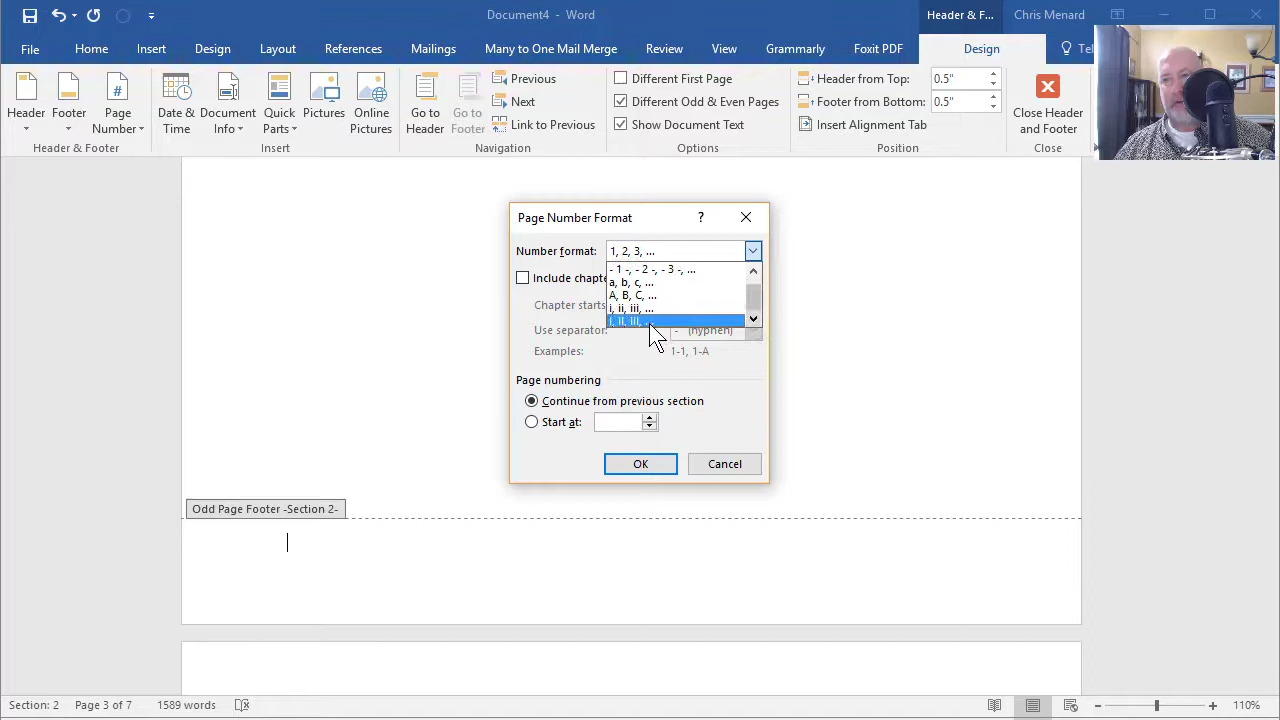 Document4 - Word
Header & F...
Chris Menard
File
Home
Insert
Design
Layout
References
Mailings
Many to One Mail Merge
Review
View
Grammarly
Foxit PDF
Design
Header
Footer
Page
Number
Header & Footer
Date &
Time
Document
Info
Quick
Parts
Pictures
Online
Pictures
Insert
Go to
Header
Go to
Footer
Previous
Next
Link to Previous
Navigation
Different First Page
Different Odd & Even Pages
Show Document Text
Options
Header from Top: 0.5"
Footer from Bottom: 0.5"
Insert Alignment Tab
Position
Close Header
and Footer
Close
Page Number Format
?
Number format: 1, 2, 3, ...
- 1 -, - 2 -, - 3 -, ...
a, b, c, ...
A, B, C, ...
i, ii, iii, ...
I, II, III, ...
Include
Chapter starts
Use separator: - (hyphen)
Examples: 1-1, 1-A
Page numbering
Continue from previous section
Start at:
OK
Cancel
Odd Page Footer -Section 2-
Section: 2
Page 3 of 7
1589 words
110%